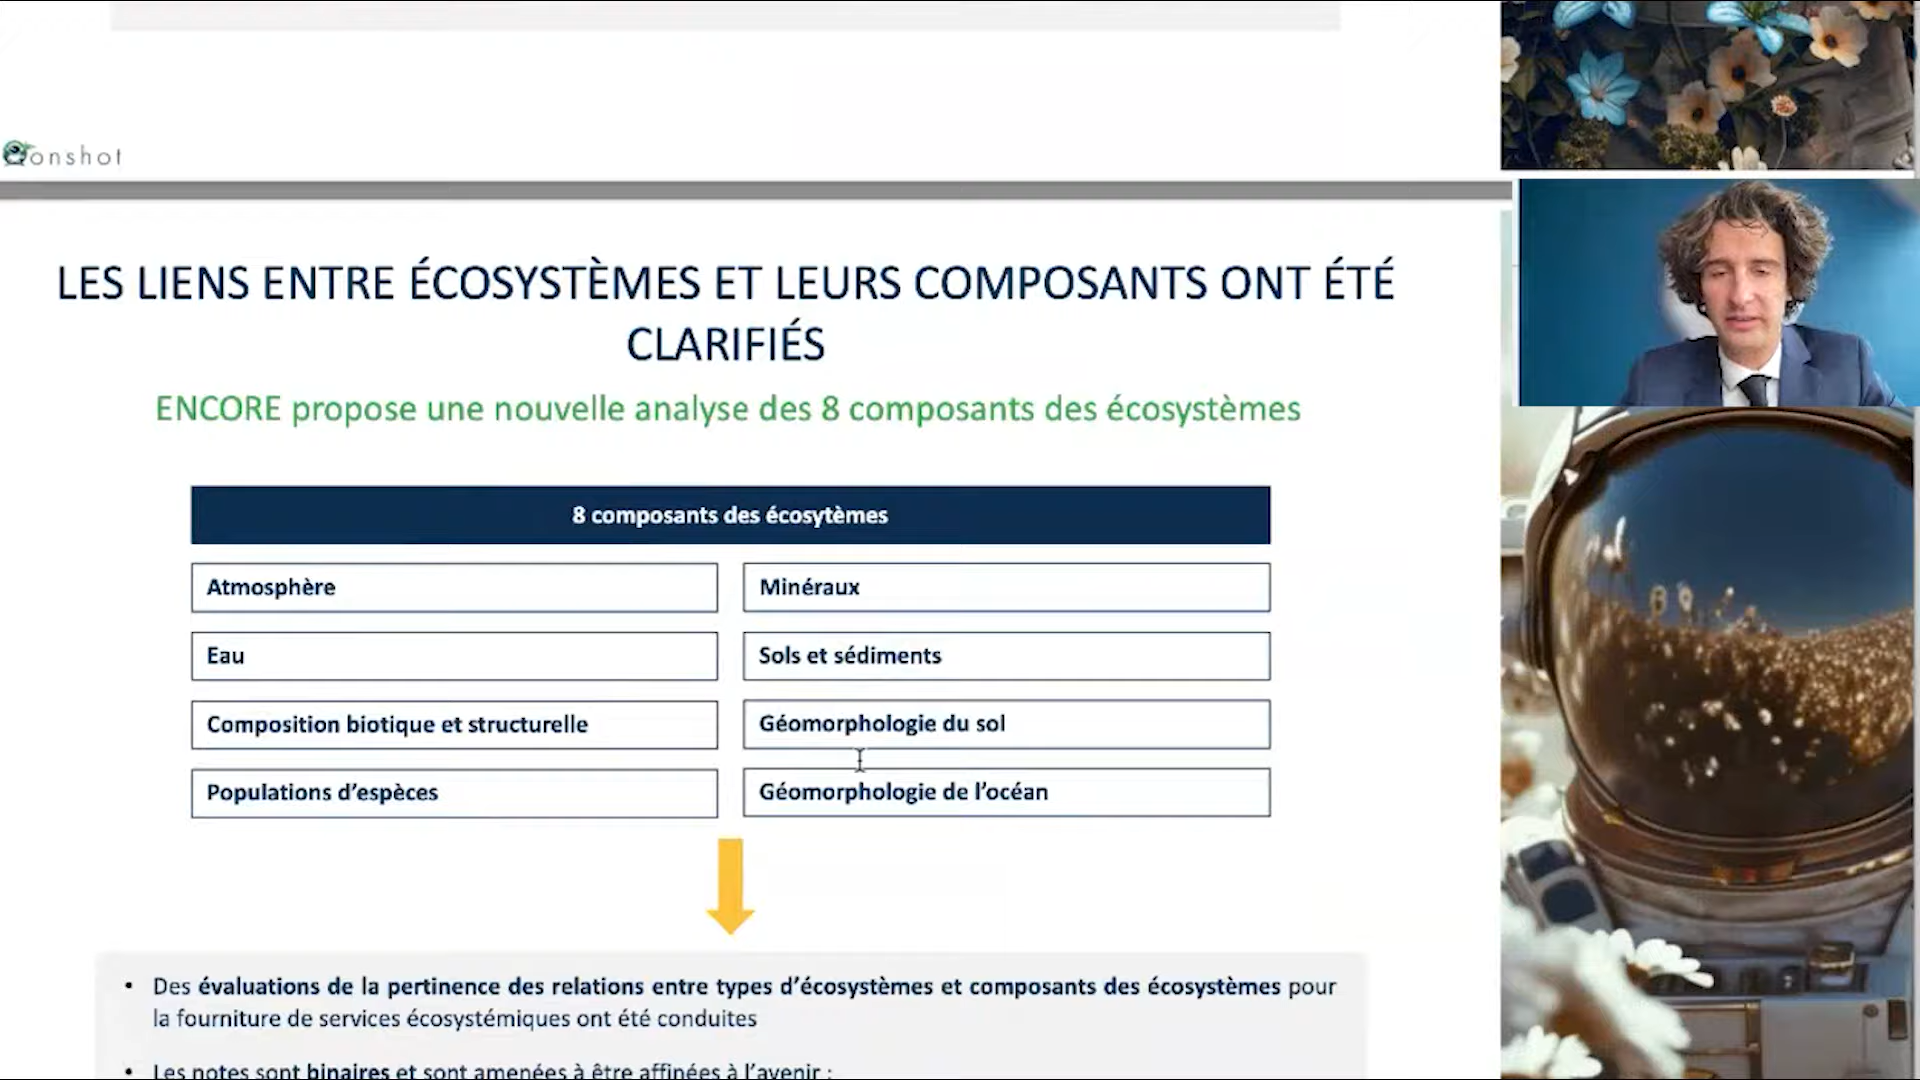 onshot
LES LIENS ENTRE ÉCOSYSTÈMES ET LEURS COMPOSANTS ONT ÉTÉ
CLARIFIÉS
ENCORE propose une nouvelle analyse des 8 composants des écosystèmes
8 composants des écosytèmes
Atmosphère
Minéraux
Eau
Sols et sédiments
Composition biotique et structurelle
Géomorphologie du sol
Populations d'espèces
Géomorphologie de l'océan
• Des évaluations de la pertinence des relations entre types d'écosystèmes et composants des écosystèmes pour
la fourniture de services écosystémiques ont été conduites
• Les notes sont binaires et sont amenées à être affinées à l'avenir :